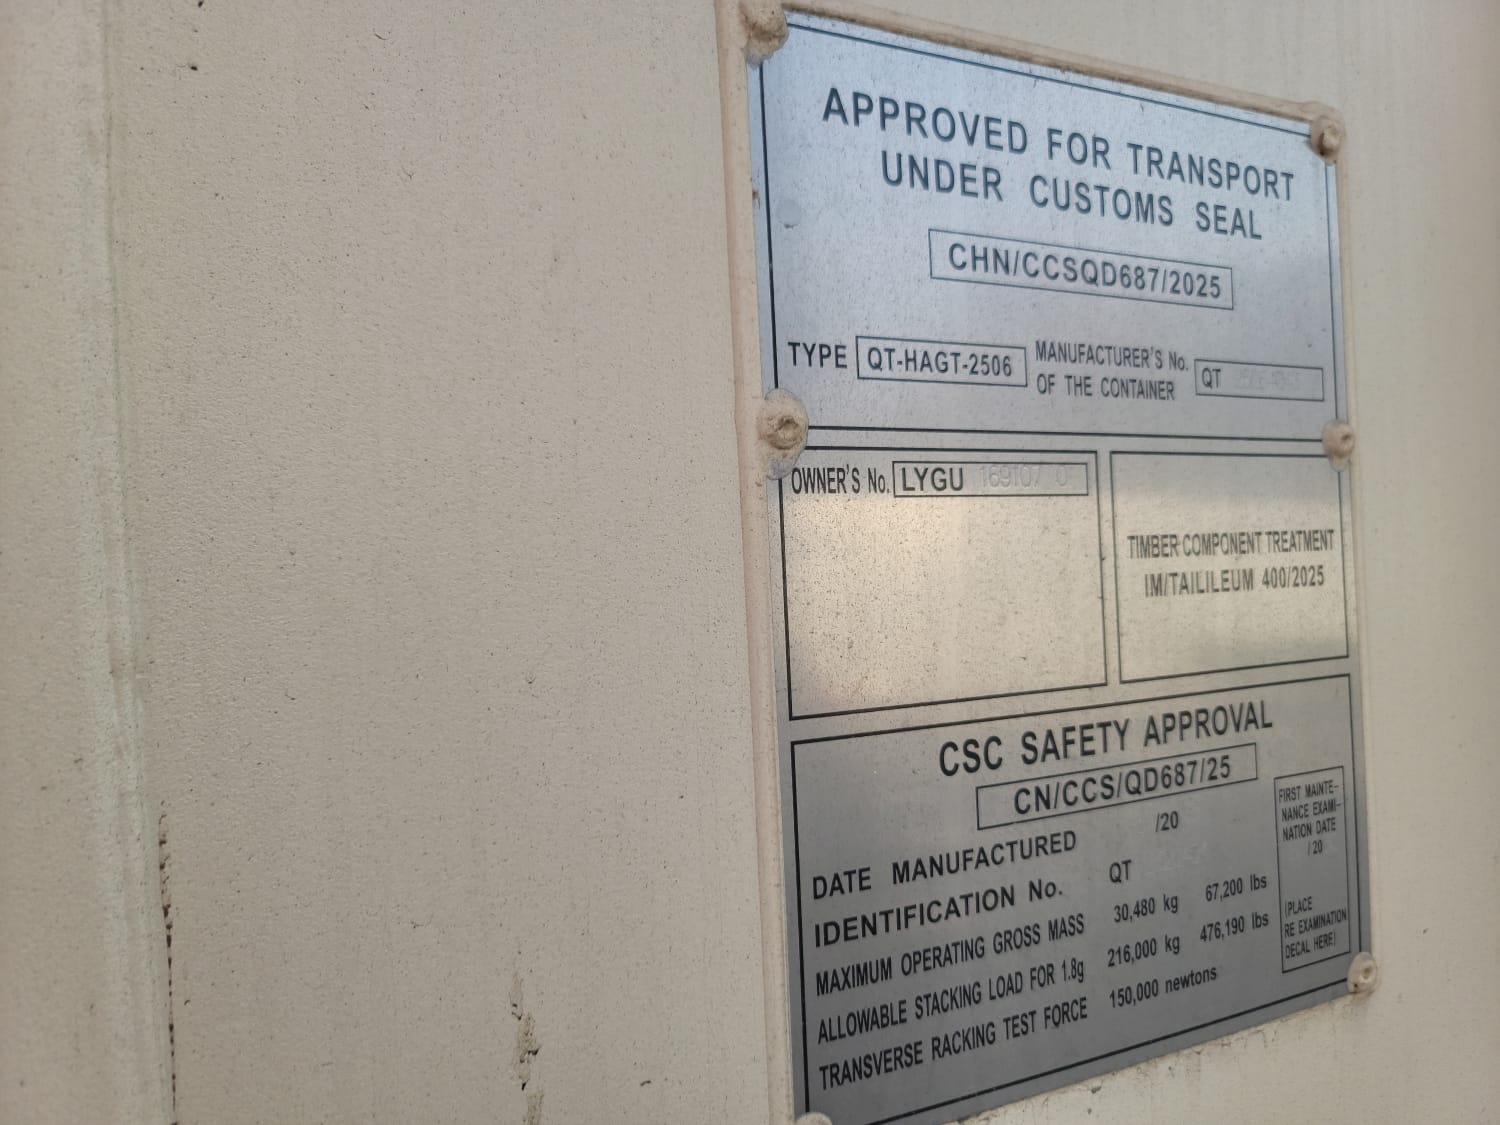 APPROVED FOR TRANSPORT
UNDER CUSTOMS SEAL
CHN/CCSQD687/2025
TYPE QT-HAGT-2506
MANUFACTURER'S No.
OF THE CONTAINER
QT
OWNER'S No. LYGU 169107 0
TIMBER COMPONENT TREATMENT
IM/TAILILEUM 400/2025
CSC SAFETY APPROVAL
CN/CCS/QD687/25
DATE MANUFACTURED /20
IDENTIFICATION No. QT
MAXIMUM OPERATING GROSS MASS 30,480 kg 67,200 lbs
ALLOWABLE STACKING LOAD FOR 1.8g 216,000 kg 476,190 lbs
TRANSVERSE RACKING TEST FORCE 150,000 newtons
FIRST MAINTE-
NANCE EXAMI-
NATION DATE
/20
(PLACE
RE EXAMINATION
DECAL HERE)